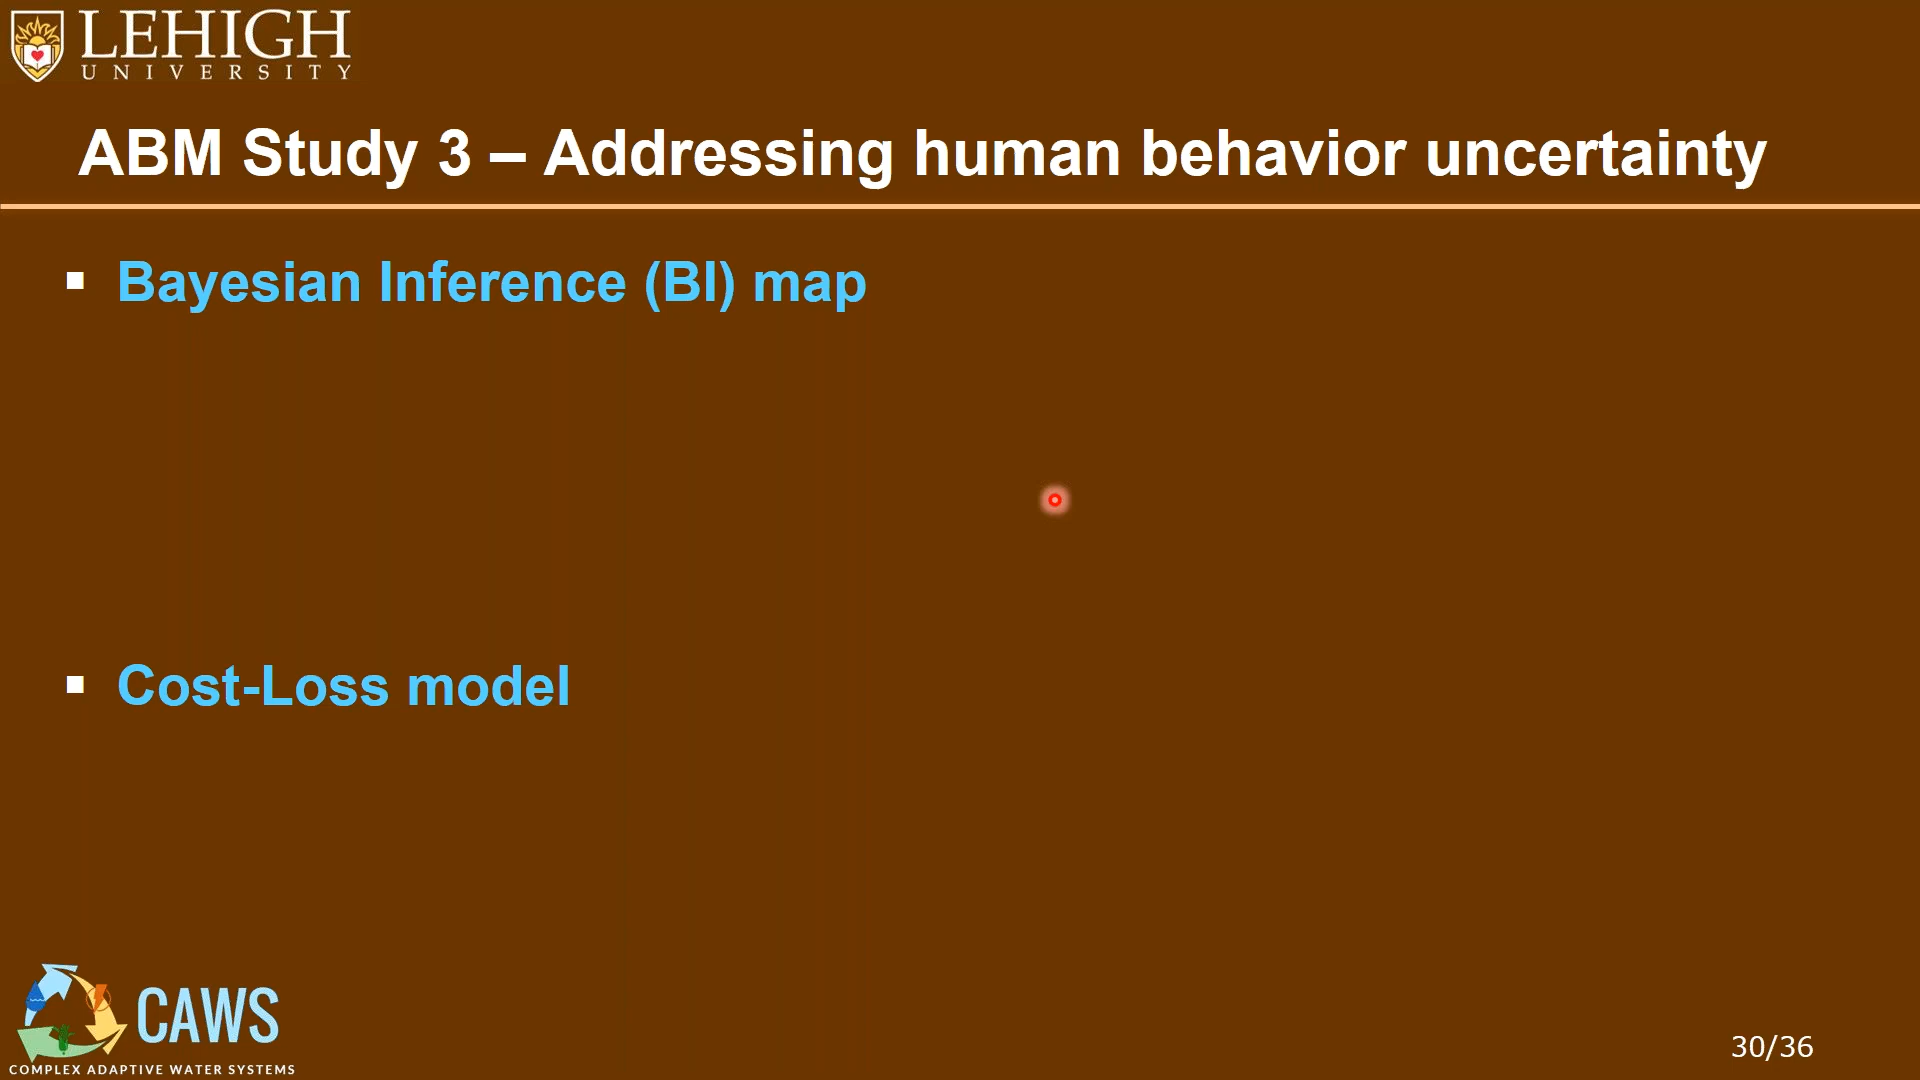 LEHIGH
UNIVERSITY
ABM Study 3 – Addressing human behavior uncertainty
▪ Bayesian Inference (BI) map
▪ Cost-Loss model
CAWS
COMPLEX ADAPTIVE WATER SYSTEMS
30/36